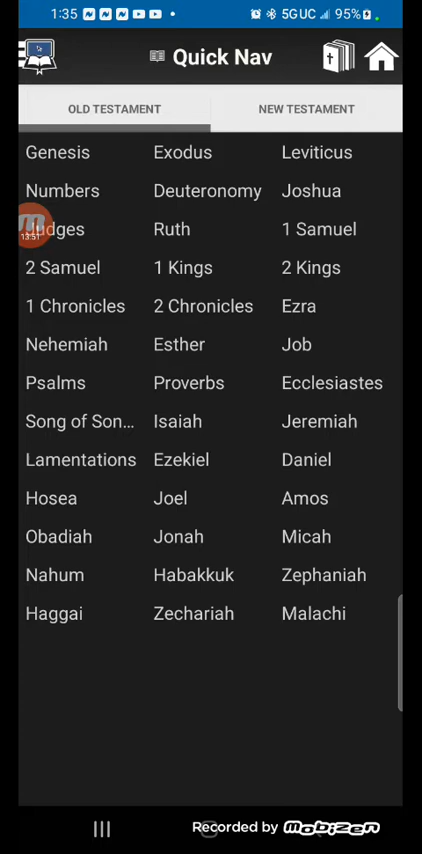 1:35 5GUC 95%
Quick Nav
OLD TESTAMENT NEW TESTAMENT
Genesis Exodus Leviticus
Numbers Deuteronomy Joshua
Judges Ruth 1 Samuel
13:51
2 Samuel 1 Kings 2 Kings
1 Chronicles 2 Chronicles Ezra
Nehemiah Esther Job
Psalms Proverbs Ecclesiastes
Song of Son... Isaiah Jeremiah
Lamentations Ezekiel Daniel
Hosea Joel Amos
Obadiah Jonah Micah
Nahum Habakkuk Zephaniah
Haggai Zechariah Malachi
Recorded by MOBIZEN